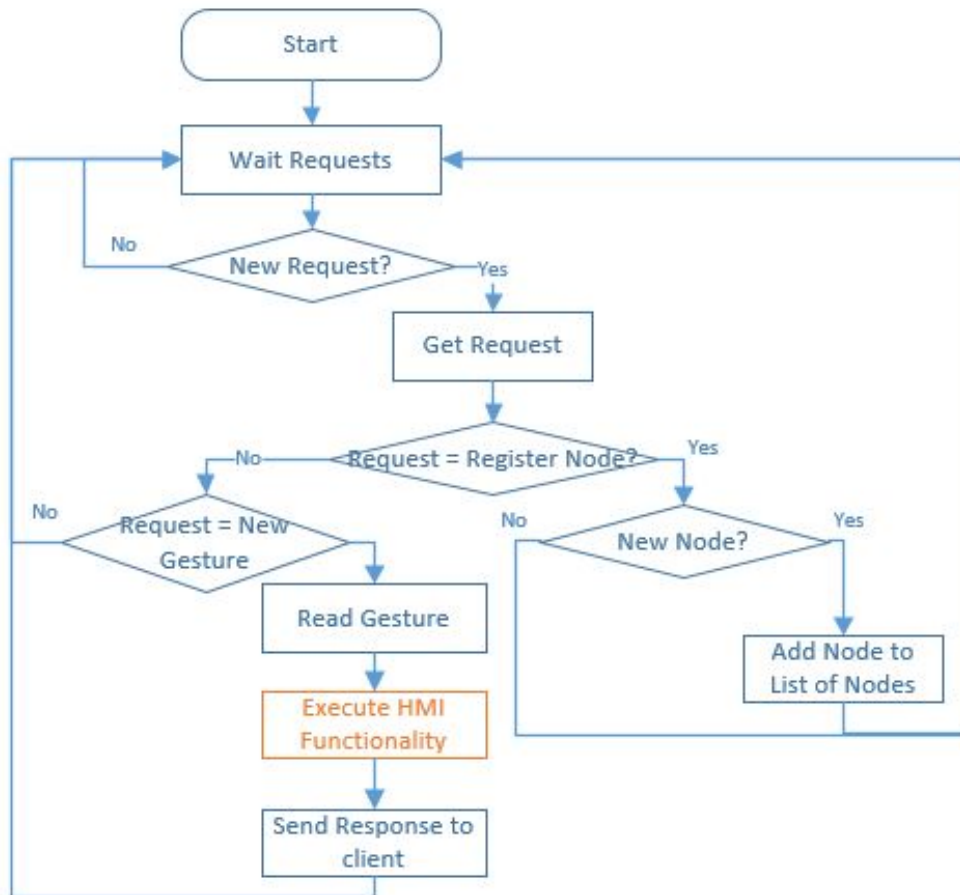 Start
Wait Requests
No
New Request?
Yes
Get Request
Request = Register Node?
No
Yes
No
Request = New
Gesture
No
New Node?
Yes
Read Gesture
Add Node to
List of Nodes
Execute HMI
Functionality
Send Response to
client